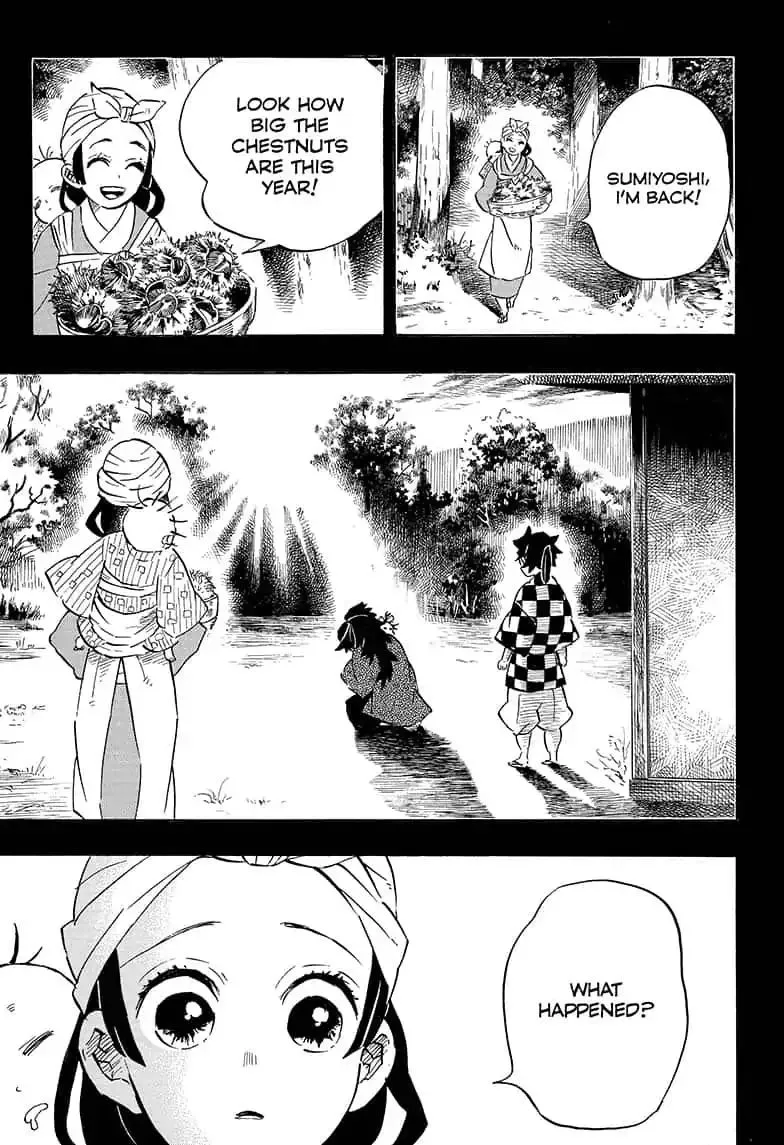 SUMIYOSHI,
I'M BACK!
LOOK HOW
BIG THE
CHESTNUTS
ARE THIS
YEAR!
WHAT
HAPPENED?